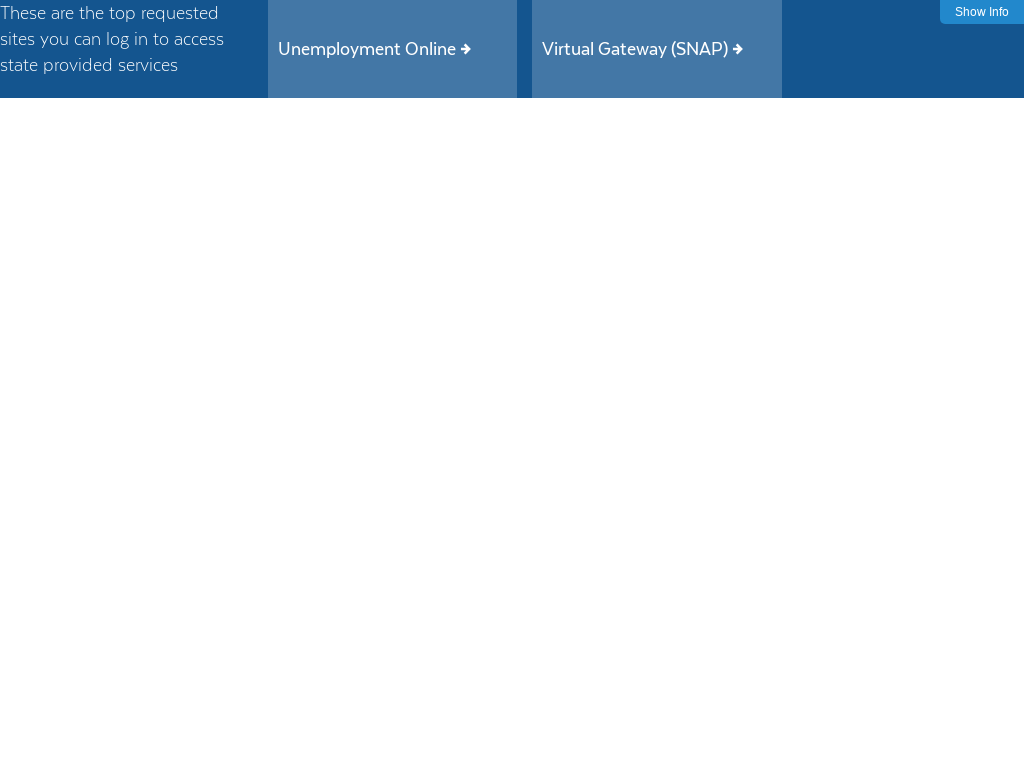 These are the top requested
sites you can log in to access
state provided services
Unemployment Online
Virtual Gateway (SNAP)
Show Info